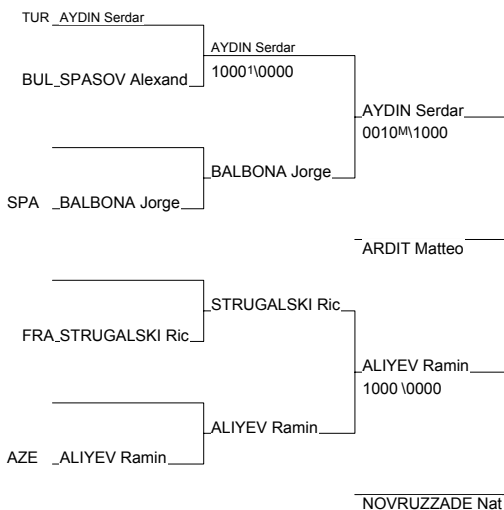 TUR AYDIN Serdar
AYDIN Serdar
1000¹\0000
BUL SPASOV Alexand
AYDIN Serdar
0010ᴹ\1000
BALBONA Jorge
SPA BALBONA Jorge
ARDIT Matteo
STRUGALSKI Ric
FRA STRUGALSKI Ric
ALIYEV Ramin
1000 \0000
ALIYEV Ramin
AZE ALIYEV Ramin
NOVRUZZADE Nat